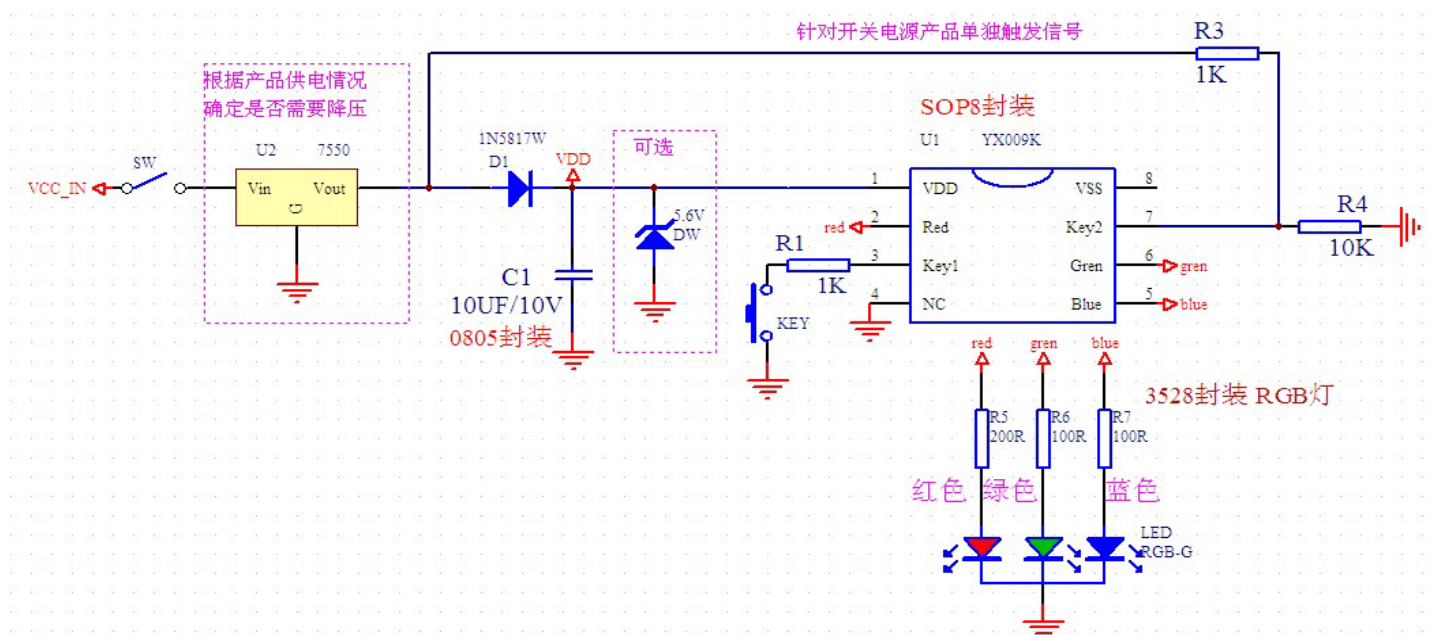 针对开关电源产品单独触发信号
R3
1K
根据产品供电情况
确定是否需要降压
U2 7550
Vin Vout
G
SW
VCC_IN
1N5817W
D1
VDD
可选
5.6V
DW
C1
10UF/10V
0805封装
SOP8封装
U1 YX009K
1 VDD VSS 8
red 2 Red Key2 7
3 Key1 Gren 6 gren
4 NC Blue 5 blue
R4
10K
R1
1K
KEY
red gren blue
3528封装 RGB灯
R5 R6 R7
200R 100R 100R
红色 绿色 蓝色
LED
RGB-G